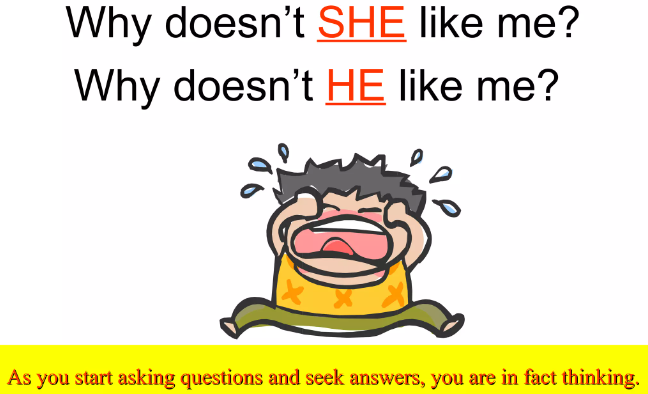 Why doesn’t SHE like me?
Why doesn’t HE like me?
As you start asking questions and seek answers, you are in fact thinking.